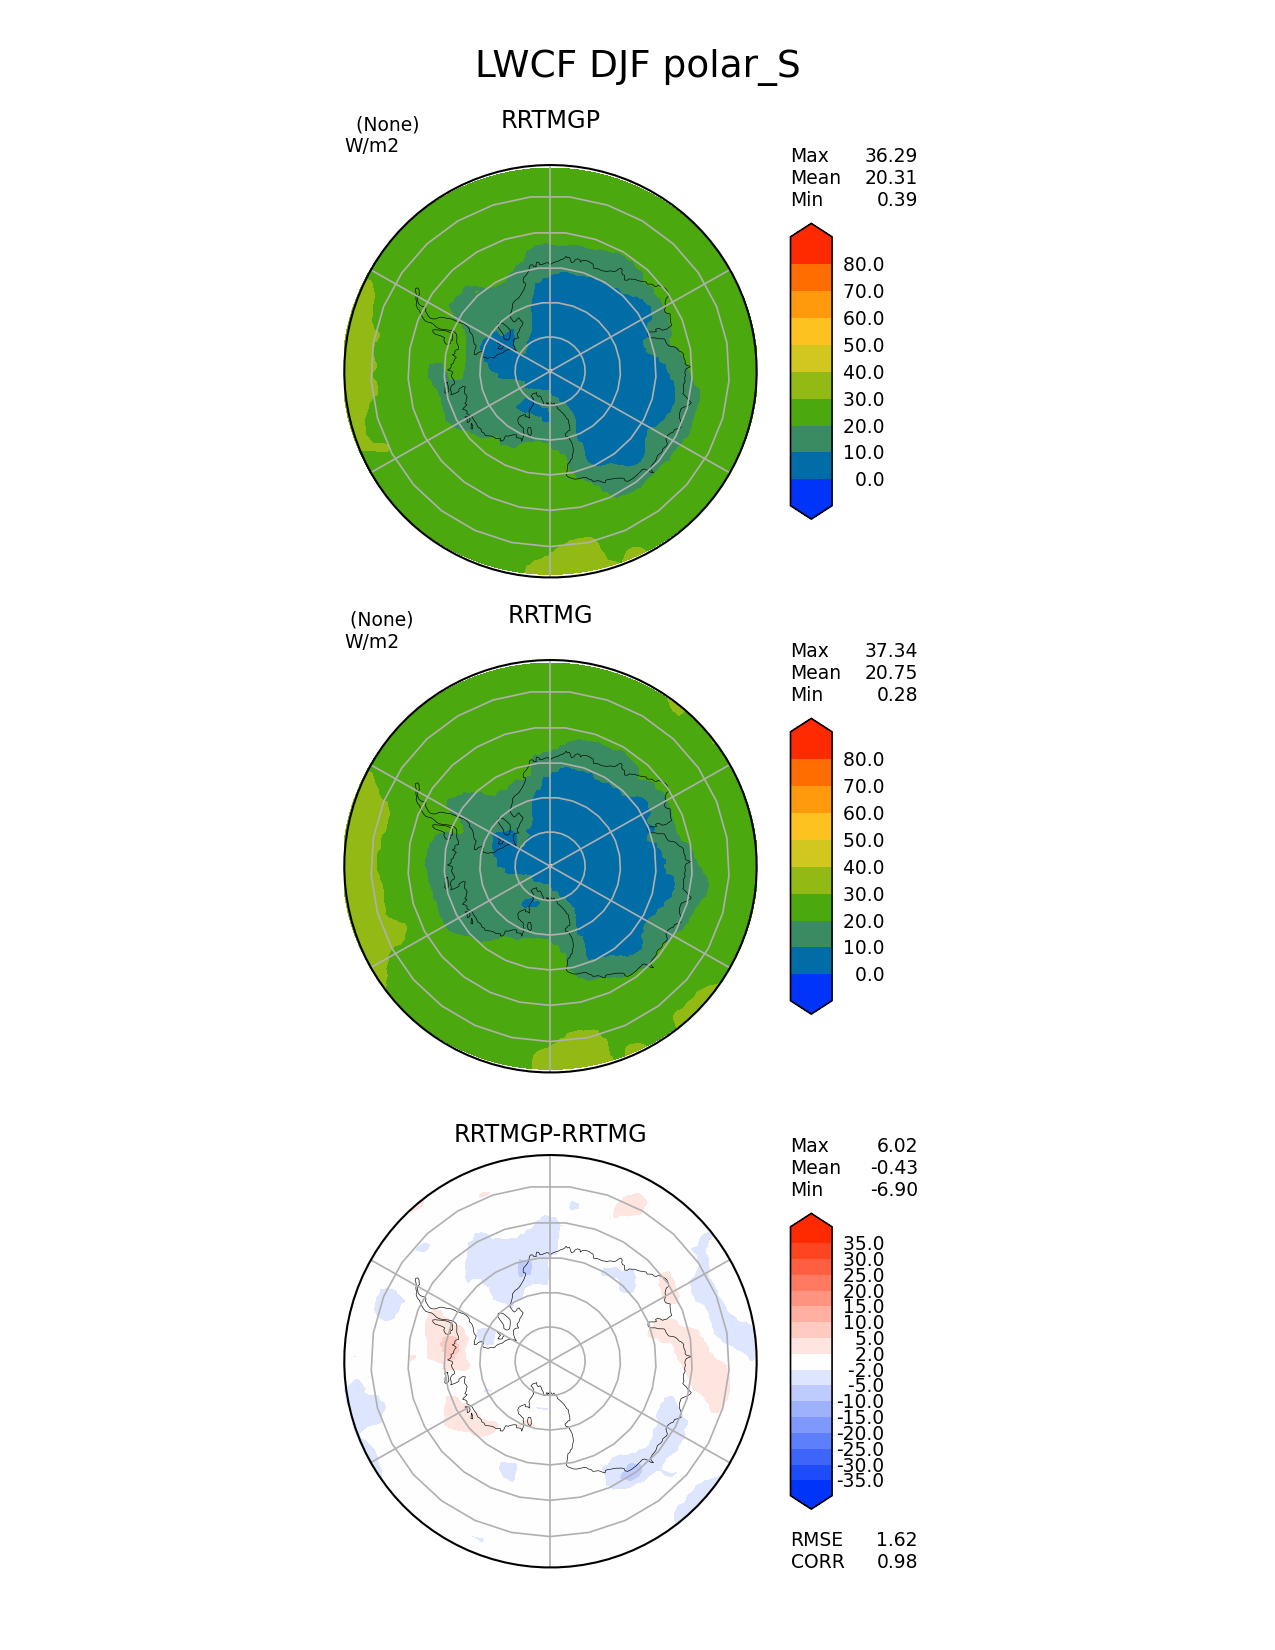 LWCF DJF polar_S
RRTMGP
(None)
W/m2
Max 36.29
Mean 20.31
Min 0.39
80.0
70.0
60.0
50.0
40.0
30.0
20.0
10.0
0.0
RRTMG
(None)
W/m2
Max 37.34
Mean 20.75
Min 0.28
80.0
70.0
60.0
50.0
40.0
30.0
20.0
10.0
0.0
RRTMGP-RRTMG
Max 6.02
Mean -0.43
Min -6.90
35.0
30.0
25.0
20.0
15.0
10.0
5.0
2.0
-2.0
-5.0
-10.0
-15.0
-20.0
-25.0
-30.0
-35.0
RMSE 1.62
CORR 0.98